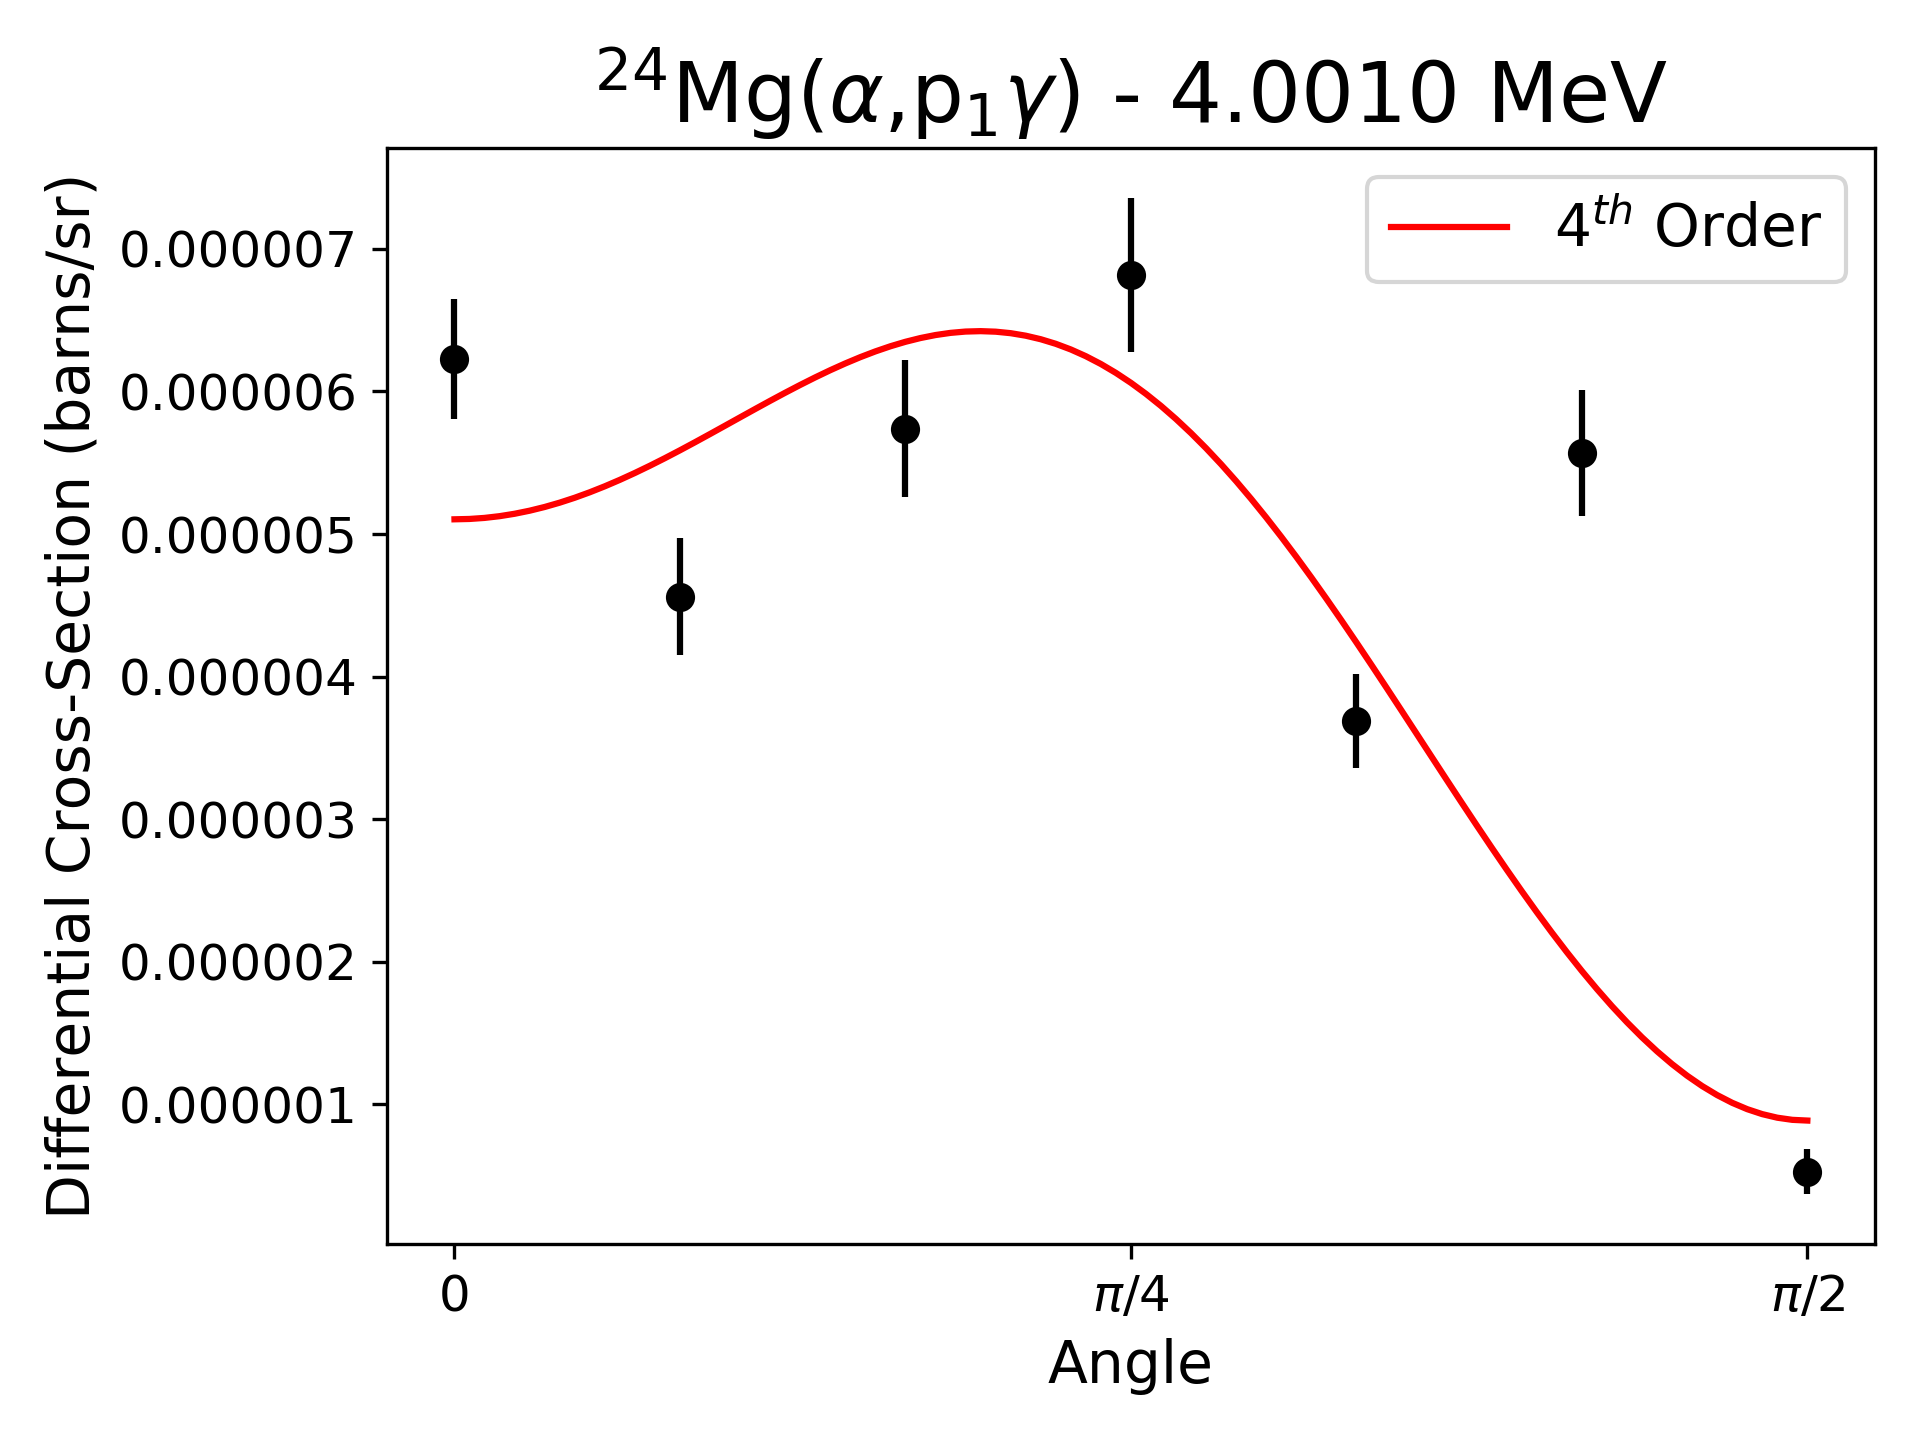 ²⁴Mg(α,p₁γ) - 4.0010 MeV
4ᵗʰ Order
Differential Cross-Section (barns/sr)
0.000007
0.000006
0.000005
0.000004
0.000003
0.000002
0.000001
0
π/4
π/2
Angle